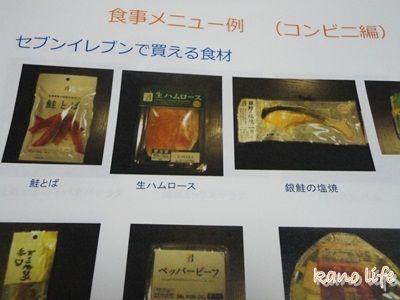 食事メニュー例　（コンビニ編）
セブンイレブンで買える食材
鮭とば
生ハムロース
鮭とば
生ハムロース
銀鮭の塩焼
ペッパービーフ
kano life